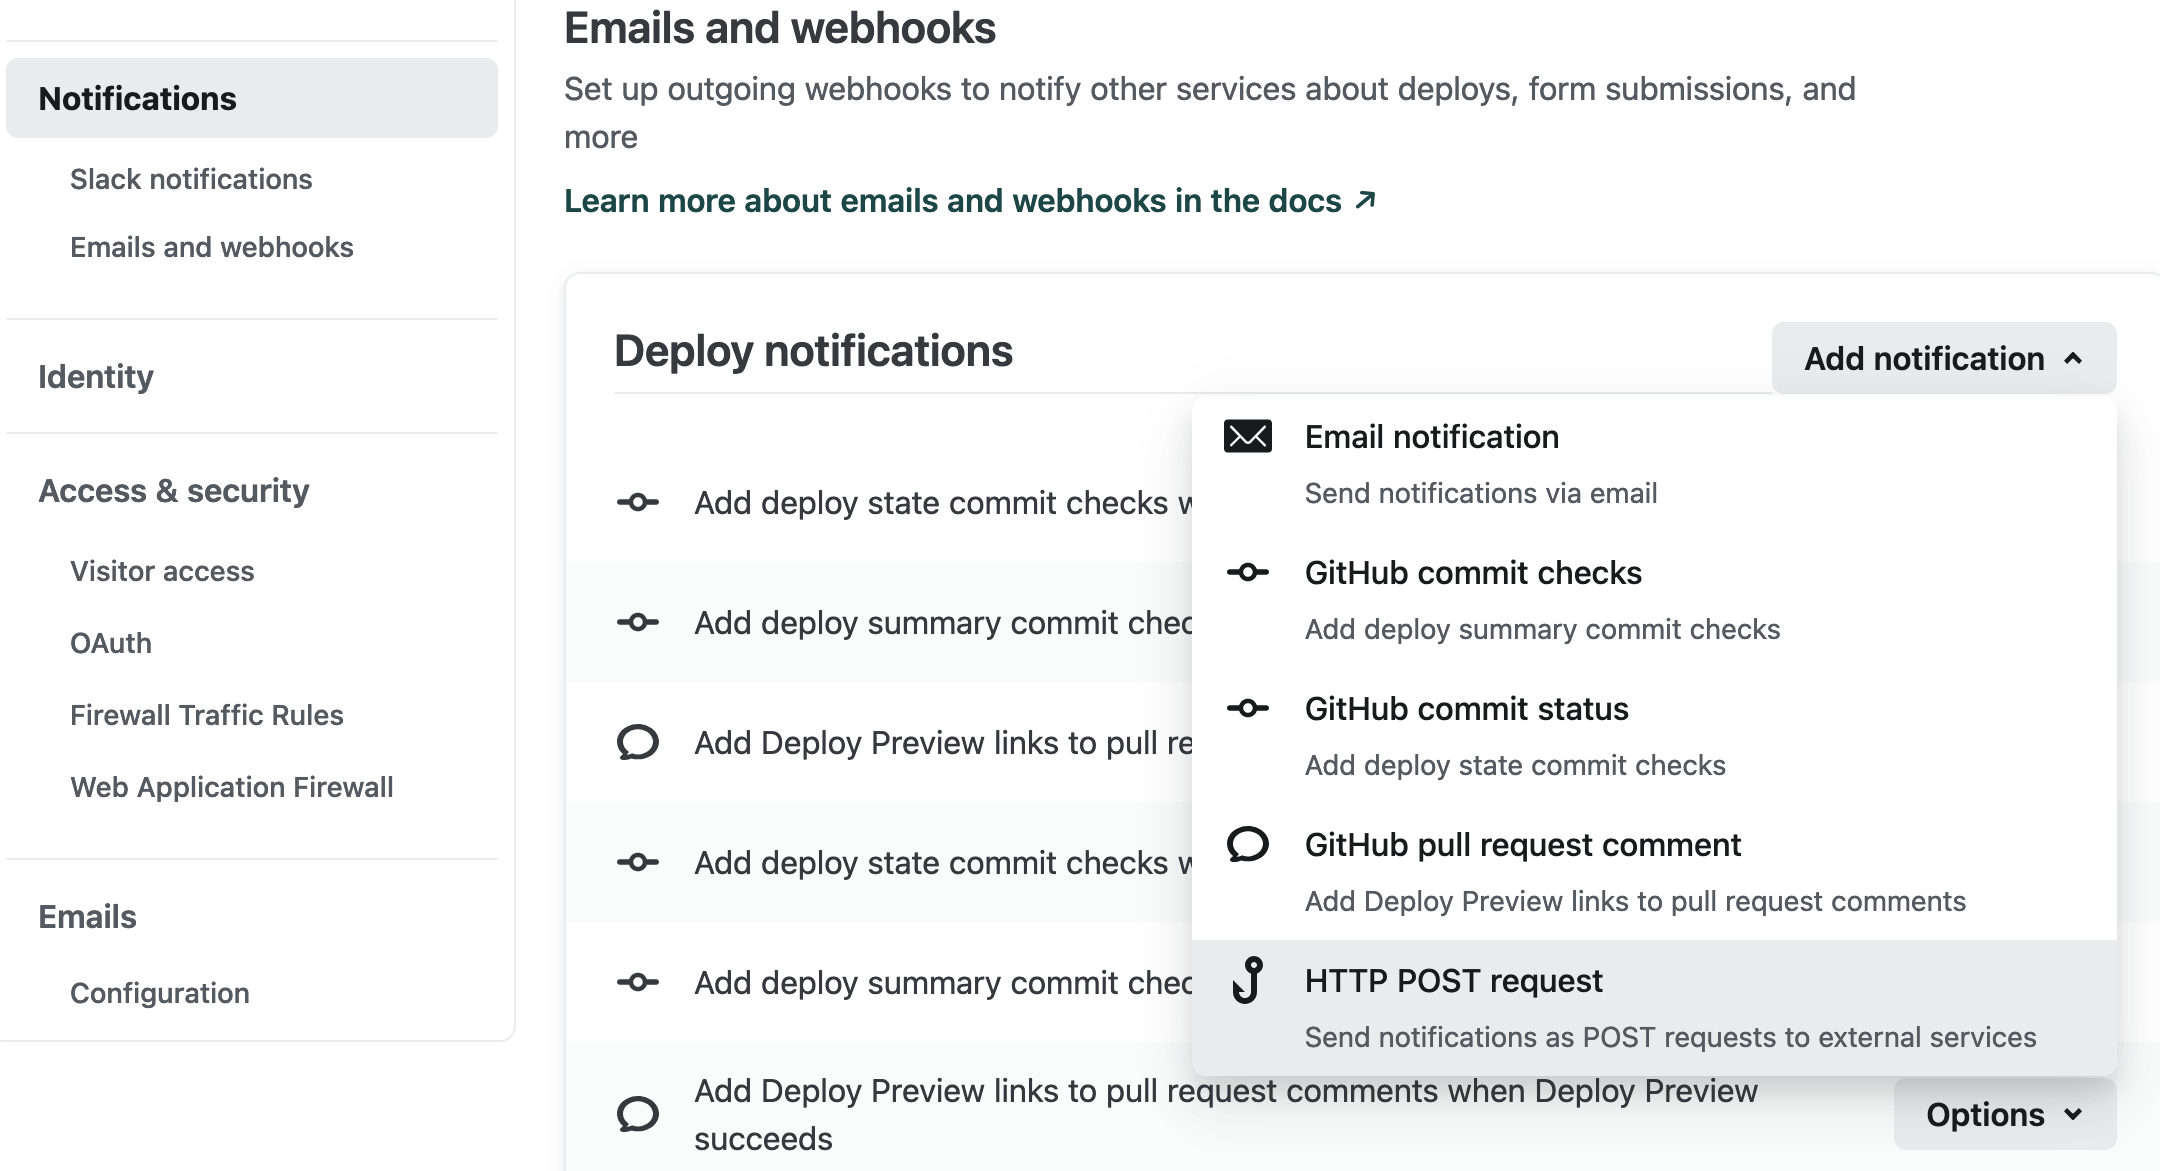 Notifications
Slack notifications
Emails and webhooks
Identity
Access & security
Visitor access
OAuth
Firewall Traffic Rules
Web Application Firewall
Emails
Configuration
Emails and webhooks
Set up outgoing webhooks to notify other services about deploys, form submissions, and
more
Learn more about emails and webhooks in the docs ↗
Deploy notifications
Add notification
Add deploy state commit checks
Add deploy summary commit
Add Deploy Preview links to pull
Add deploy state commit checks
Add deploy summary commit
Add Deploy Preview links to pull request comments when Deploy Preview
succeeds
Options
Email notification
Send notifications via email
GitHub commit checks
Add deploy summary commit checks
GitHub commit status
Add deploy state commit checks
GitHub pull request comment
Add Deploy Preview links to pull request comments
HTTP POST request
Send notifications as POST requests to external services